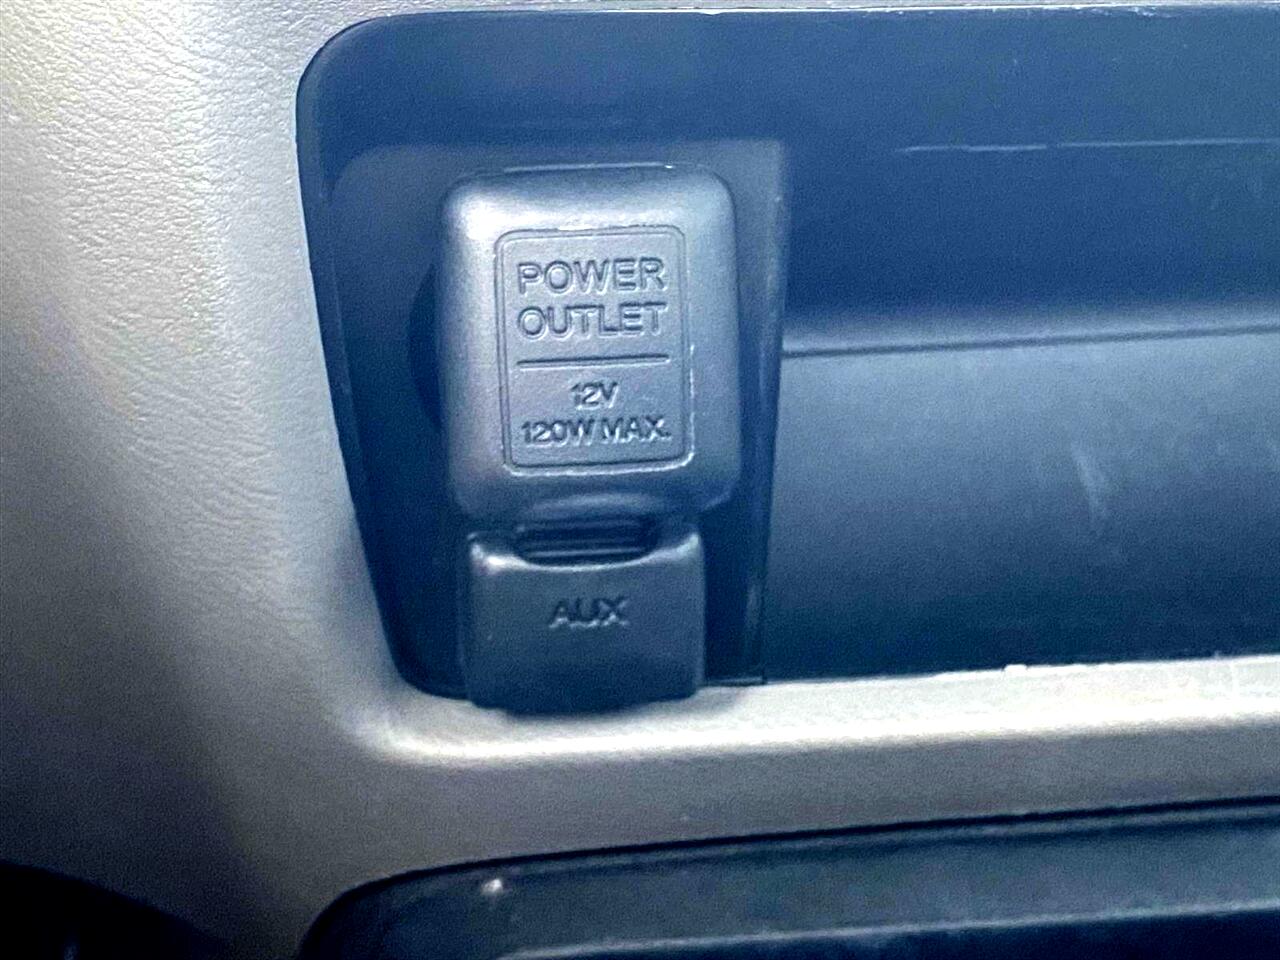 POWER
OUTLET
12V
120W MAX.
AUX